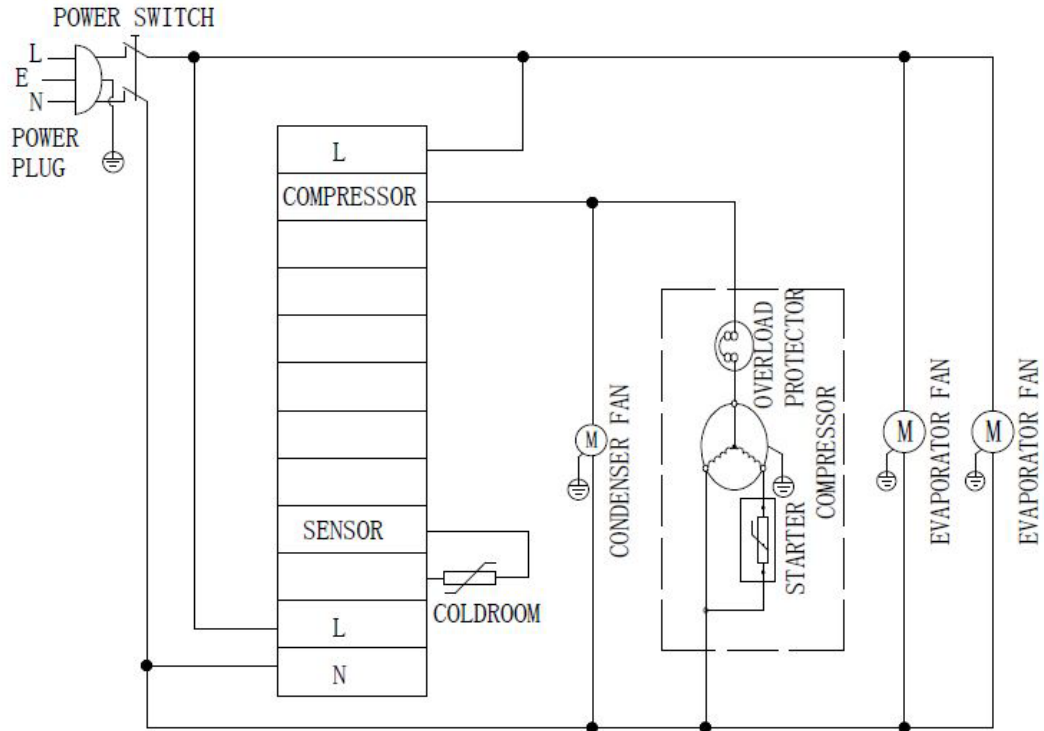 POWER SWITCH
L
E
N
POWER
PLUG
L
COMPRESSOR
SENSOR
COLDROOM
L
N
M
CONDENSER FAN
OVERLOAD
PROTECTOR
COMPRESSOR
STARTER
M
EVAPORATOR FAN
M
EVAPORATOR FAN